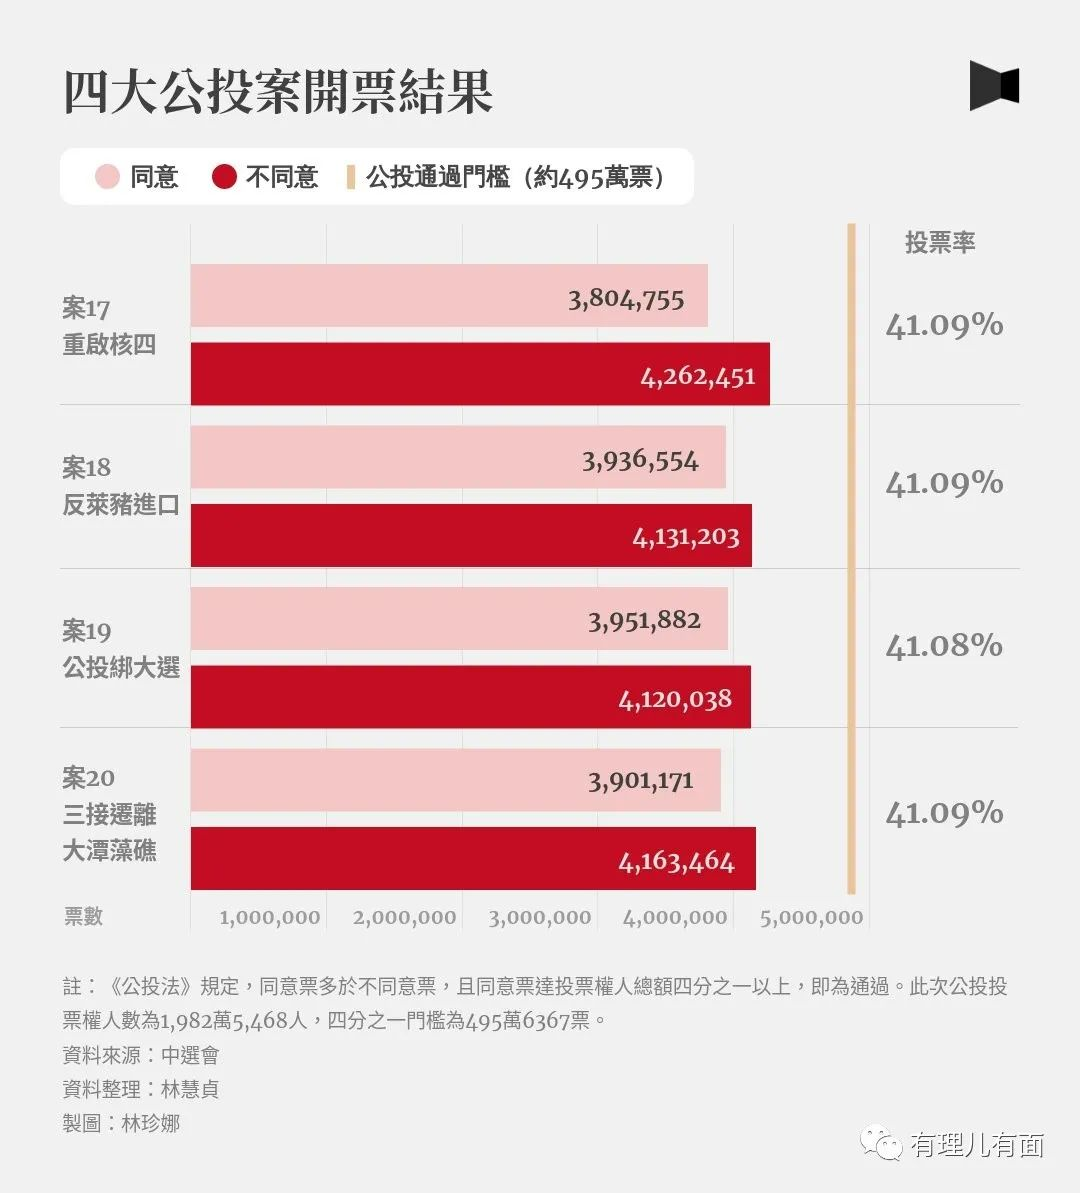 四大公投案開票結果
同意 不同意 公投通過門檻（約495萬票）
投票率
案17
重啟核四
3,804,755
4,262,451
41.09%
案18
反萊豬進口
3,936,554
4,131,203
41.09%
案19
公投綁大選
3,951,882
4,120,038
41.08%
案20
三接遷離
大潭藻礁
3,901,171
4,163,464
41.09%
票數 1,000,000 2,000,000 3,000,000 4,000,000 5,000,000
註：《公投法》規定，同意票多於不同意票，且同意票達投票權人總額四分之一以上，即為通過。此次公投投
票權人數為1,982萬5,468人，四分之一門檻為495萬6367票。
資料來源：中選會
資料整理：林慧貞
製圖：林珍娜
有理儿有面